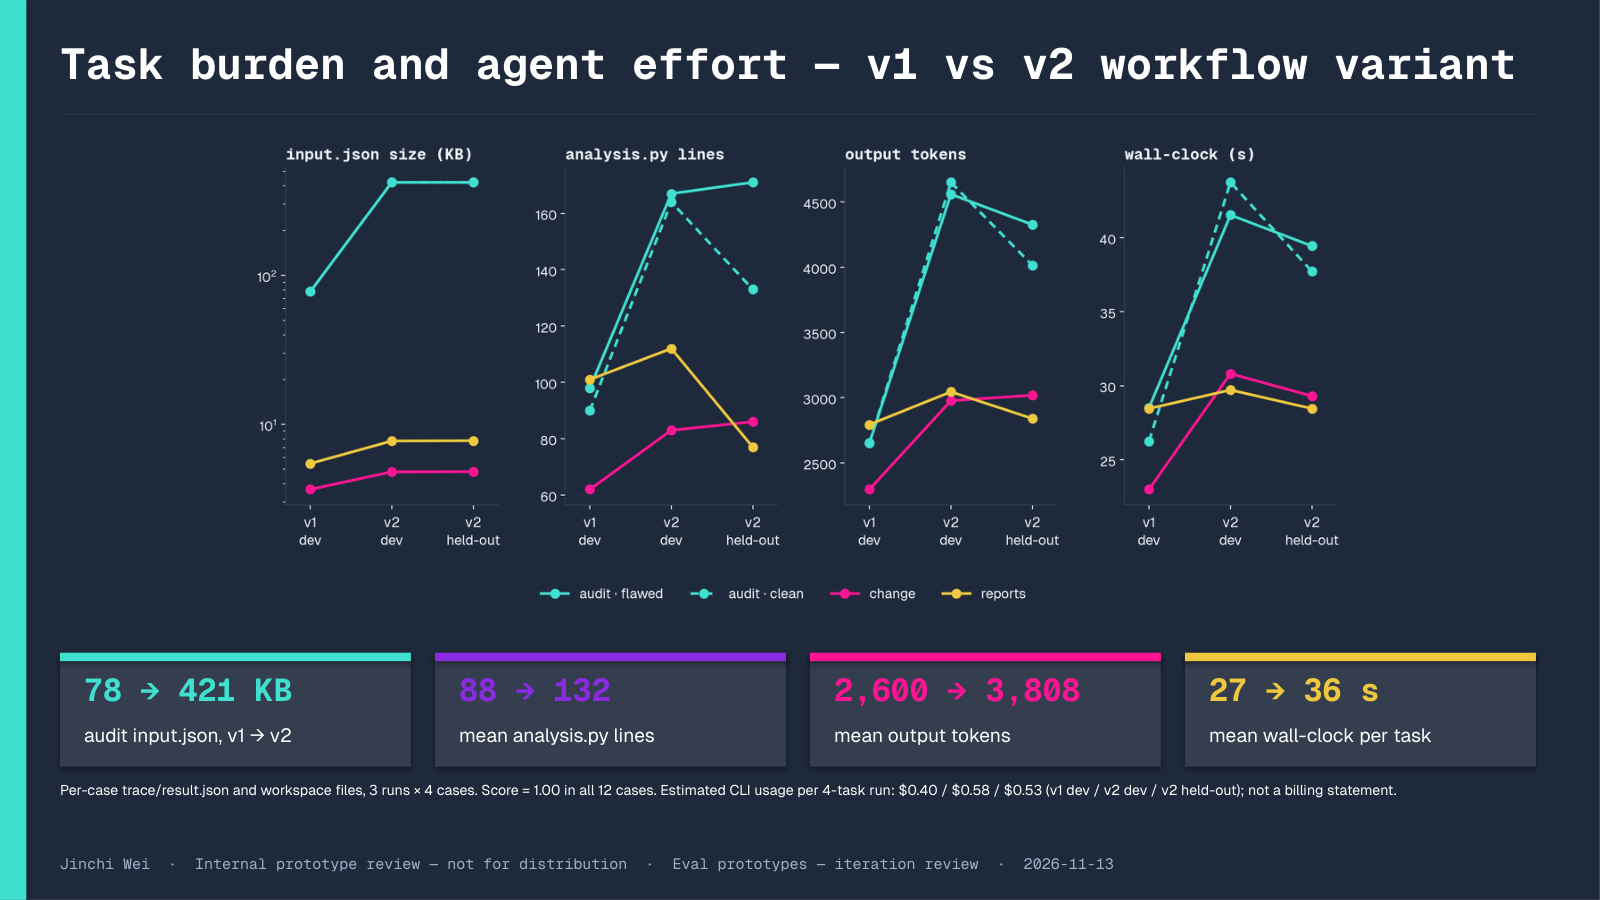 Task burden and agent effort — v1 vs v2 workflow variant
input.json size (KB)
10²
10¹
v1 dev
v2 dev
v2 held-out
analysis.py lines
160
140
120
100
80
60
v1 dev
v2 dev
v2 held-out
output tokens
4500
4000
3500
3000
2500
v1 dev
v2 dev
v2 held-out
wall-clock (s)
40
35
30
25
v1 dev
v2 dev
v2 held-out
audit · flawed
audit · clean
change
reports
78 → 421 KB
audit input.json, v1 → v2
88 → 132
mean analysis.py lines
2,600 → 3,808
mean output tokens
27 → 36 s
mean wall-clock per task
Per-case trace/result.json and workspace files, 3 runs × 4 cases. Score = 1.00 in all 12 cases. Estimated CLI usage per 4-task run: $0.40 / $0.58 / $0.53 (v1 dev / v2 dev / v2 held-out); not a billing statement.
Jinchi Wei · Internal prototype review — not for distribution · Eval prototypes — iteration review · 2026-11-13